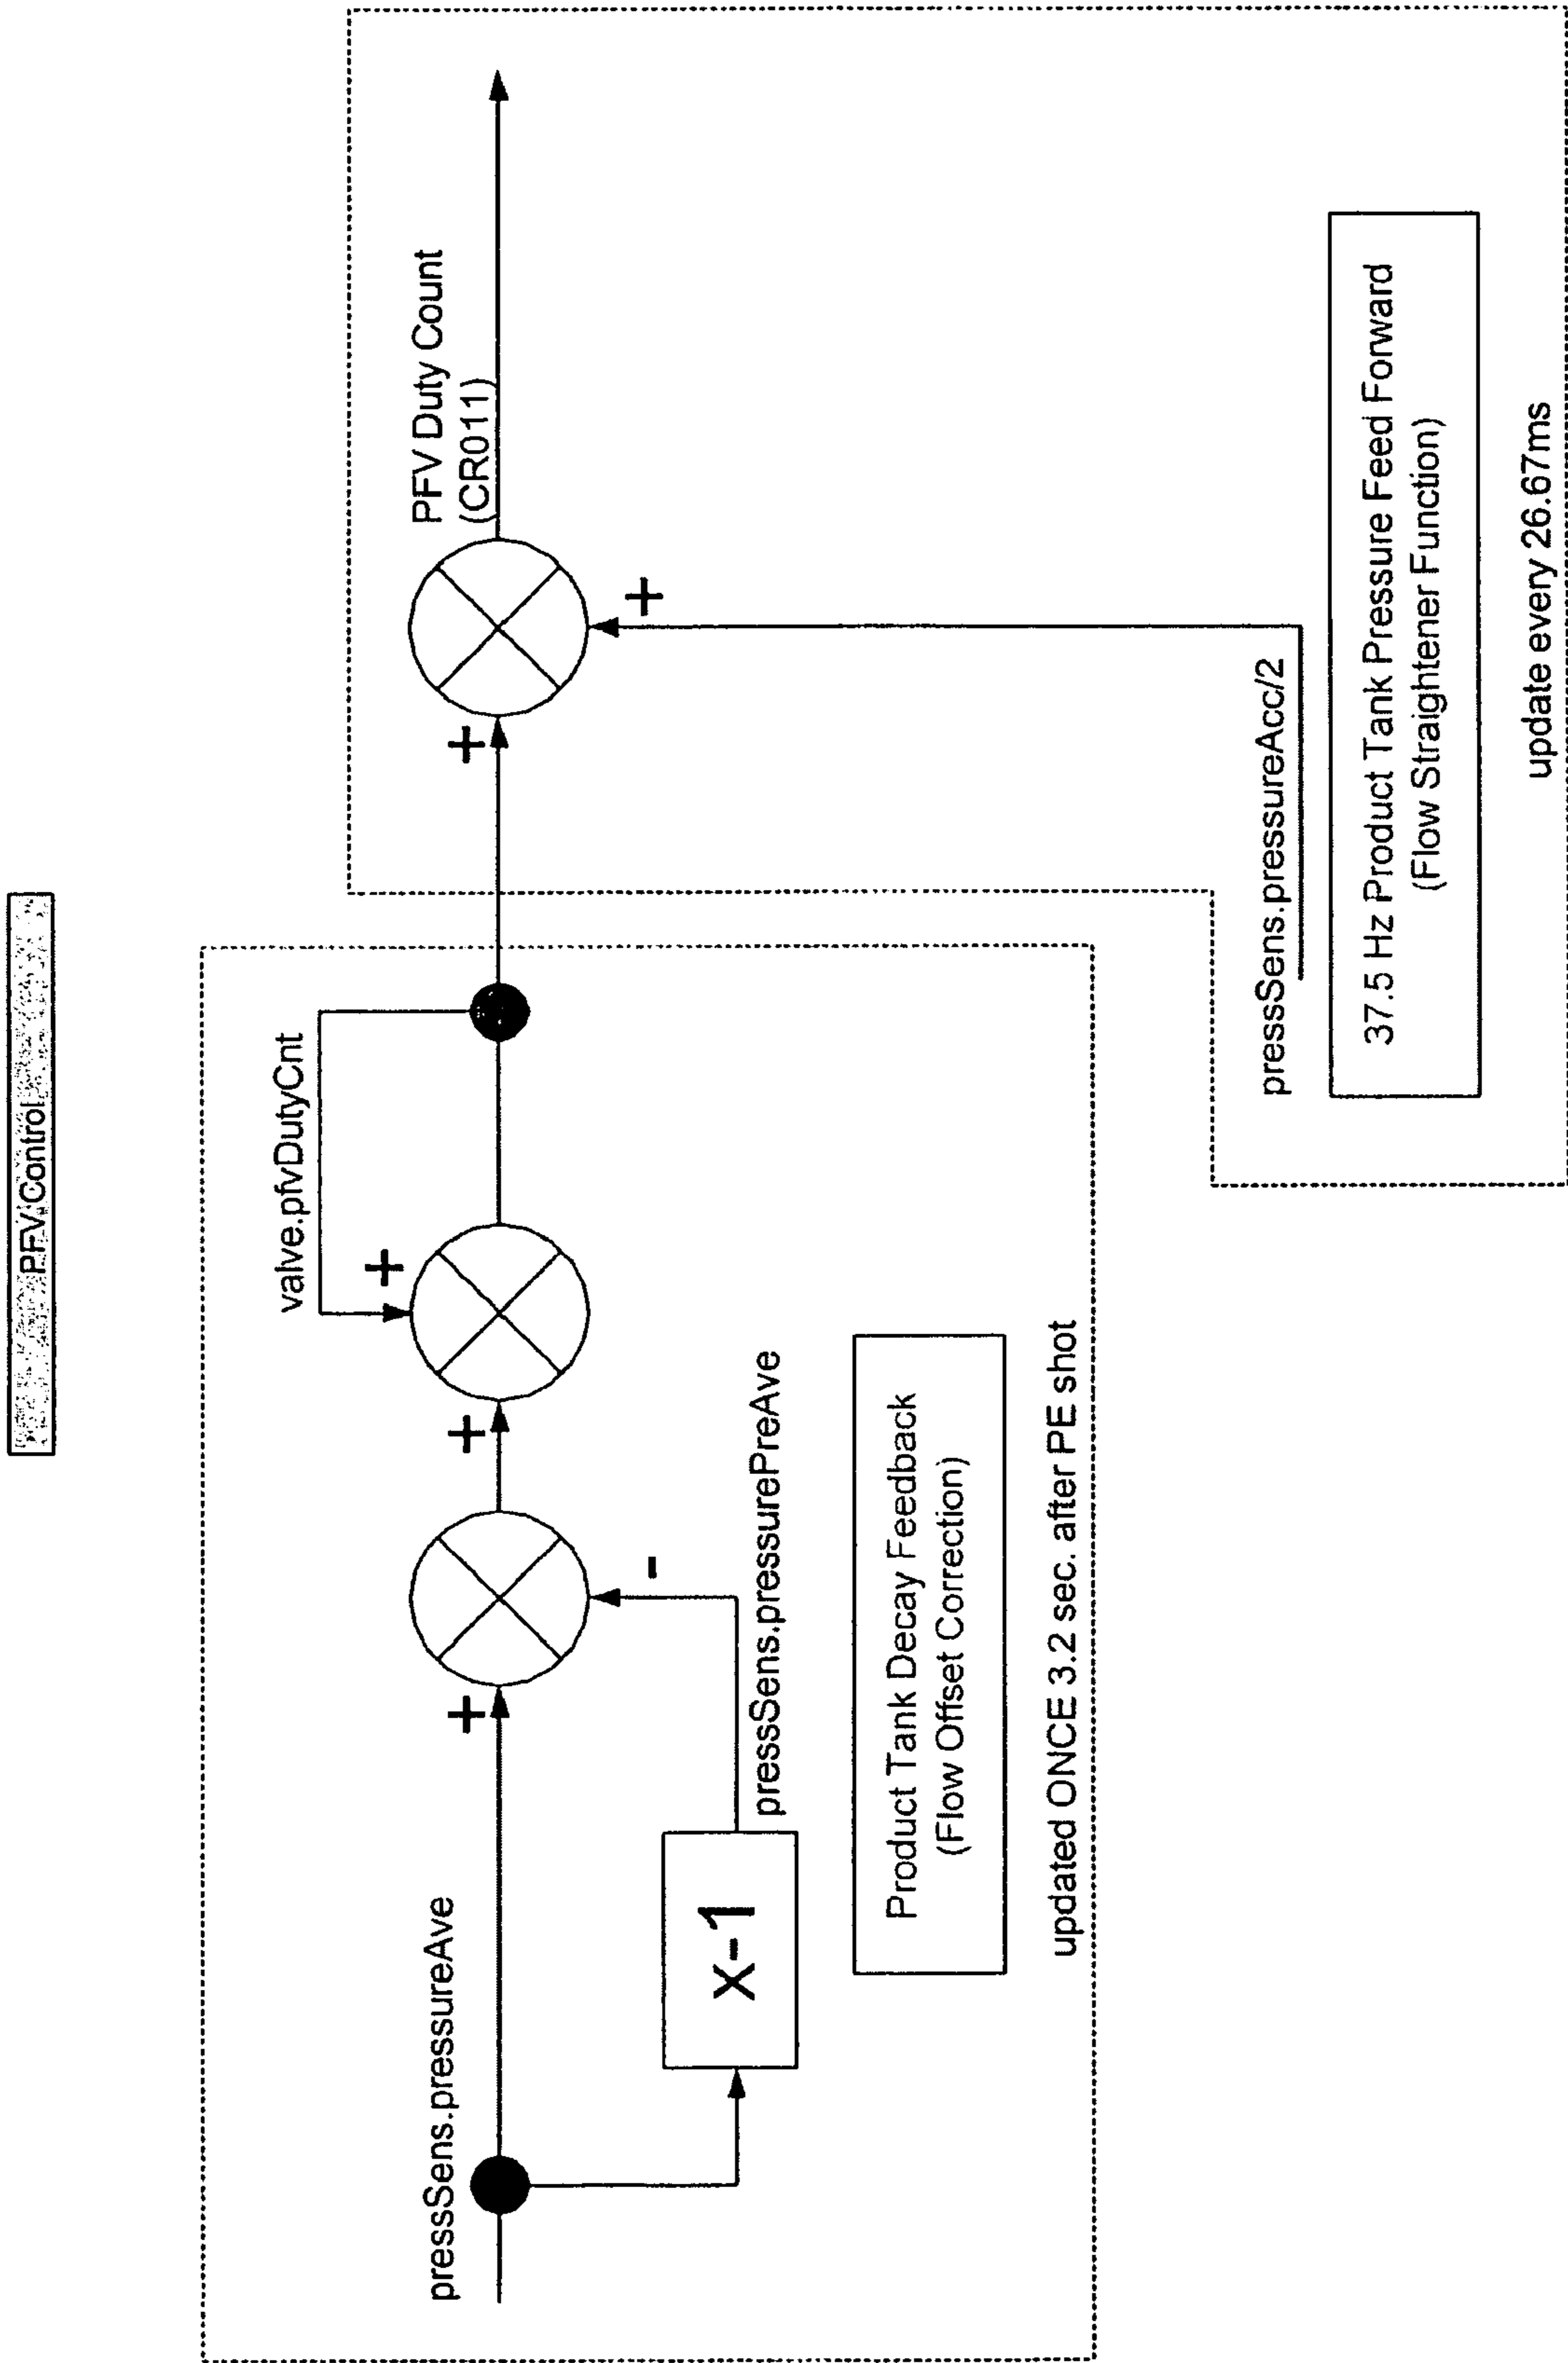 PFVControl
pressSens.pressureAve
+
+
+
valve.pfvDutyCnt
+
PFV Duty Count
(CR011)
x-1
-
pressSens.pressurePreAve
+
Product Tank Decay Feedback
(Flow Offset Correction)
updated ONCE 3.2 sec. after PE shot
pressSens.pressureAcc/2
37.5 Hz Product Tank Pressure Feed Forward
(Flow Straightener Function)
update every 26.67ms